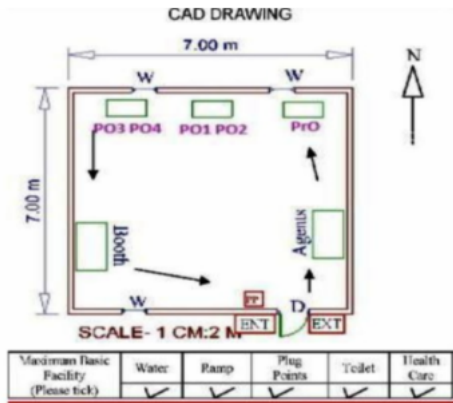 CAD DRAWING
7.00 m
N
W
W
PO3 PO4
PO1 PO2
PrO
7.00 m
Booth
Agents
W
D
ENT
EXT
SCALE- 1 CM:2 M
Maximum Basic
Facility
(Please tick)
Water
Ramp
Plug
Points
Toilet
Health
Care